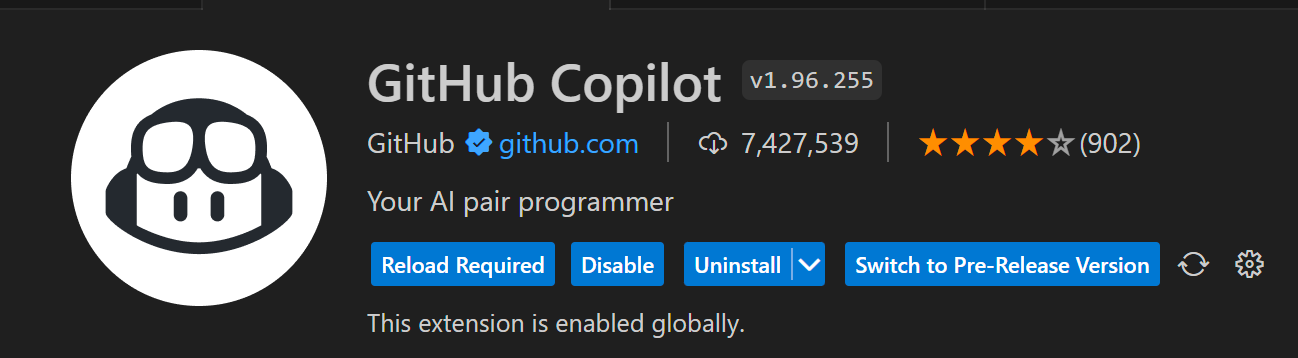 GitHub Copilot v1.96.255
GitHub github.com 7,427,539 (902)
Your AI pair programmer
Reload Required Disable Uninstall Switch to Pre-Release Version
This extension is enabled globally.